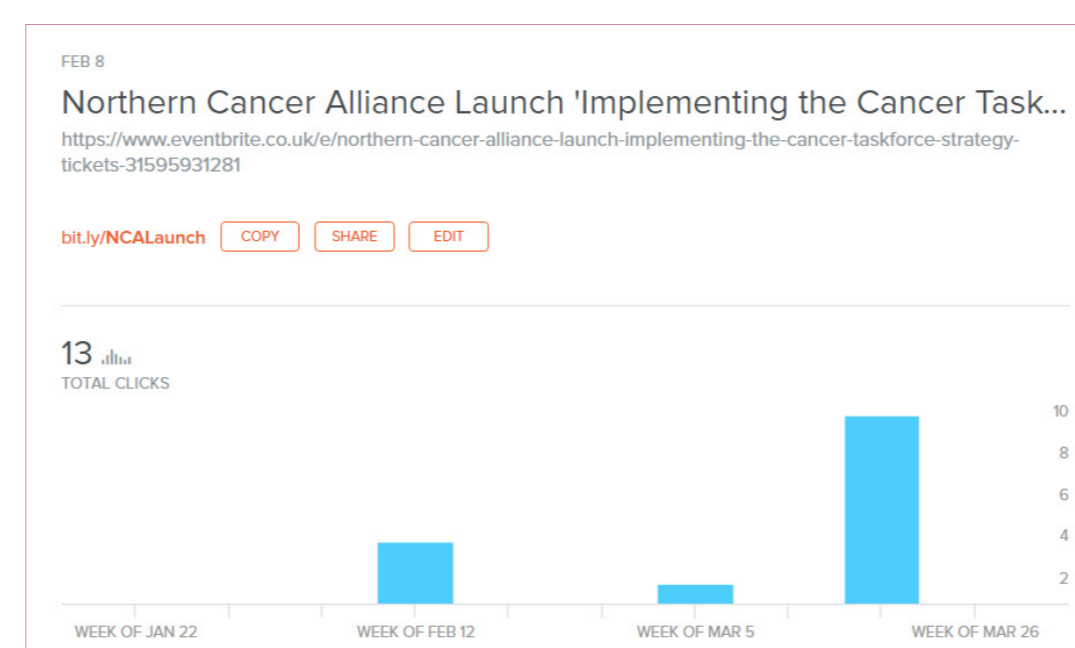 FEB 8
Northern Cancer Alliance Launch 'Implementing the Cancer Task...
https://www.eventbrite.co.uk/e/northern-cancer-alliance-launch-implementing-the-cancer-taskforce-strategy-
tickets-31595931281
bit.ly/NCALaunch COPY SHARE EDIT
13
TOTAL CLICKS
10
8
6
4
2
WEEK OF JAN 22 WEEK OF FEB 12 WEEK OF MAR 5 WEEK OF MAR 26